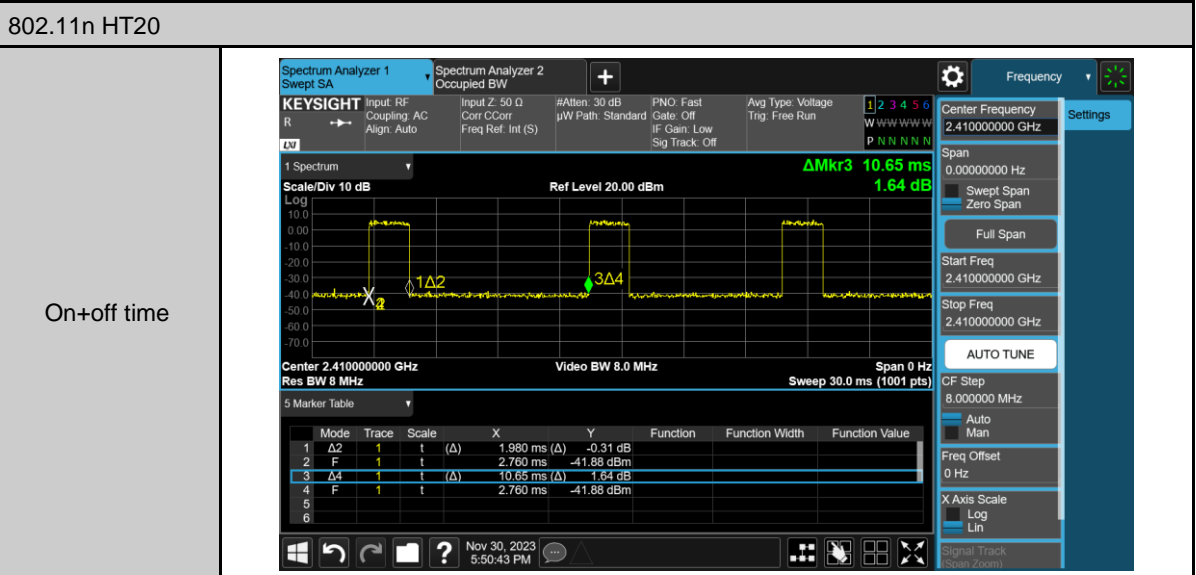 802.11n HT20
On+off time
Spectrum Analyzer 1
Swept SA
Spectrum Analyzer 2
Occupied BW
+
Frequency
KEYSIGHT
R
LXI
Input: RF
Coupling: AC
Align: Auto
Input Z: 50 Ω
Corr CCorr
Freq Ref: Int (S)
#Atten: 30 dB
µW Path: Standard
PNO: Fast
Gate: Off
IF Gain: Low
Sig Track: Off
Avg Type: Voltage
Trig: Free Run
1 2 3 4 5 6
W W W W W W
P N N N N N
1 Spectrum
Scale/Div 10 dB
Ref Level 20.00 dBm
ΔMkr3 10.65 ms
1.64 dB
Log
10.0
0.00
-10.0
-20.0
-30.0
-40.0
-50.0
-60.0
-70.0
1Δ2
3Δ4
Center 2.410000000 GHz
Video BW 8.0 MHz
Span 0 Hz
Res BW 8 MHz
Sweep 30.0 ms (1001 pts)
5 Marker Table
Mode Trace Scale X Y Function Function Width Function Value
1 Δ2 1 t (Δ) 1.980 ms (Δ) -0.31 dB
2 F 1 t 2.760 ms -41.88 dBm
3 Δ4 1 t (Δ) 10.65 ms (Δ) 1.64 dB
4 F 1 t 2.760 ms -41.88 dBm
5
6
?
Nov 30, 2023
5:50:43 PM
Center Frequency
2.410000000 GHz
Settings
Span
0.00000000 Hz
Swept Span
Zero Span
Full Span
Start Freq
2.410000000 GHz
Stop Freq
2.410000000 GHz
AUTO TUNE
CF Step
8.000000 MHz
Auto
Man
Freq Offset
0 Hz
X Axis Scale
Log
Lin
Signal Track
(Span Zoom)